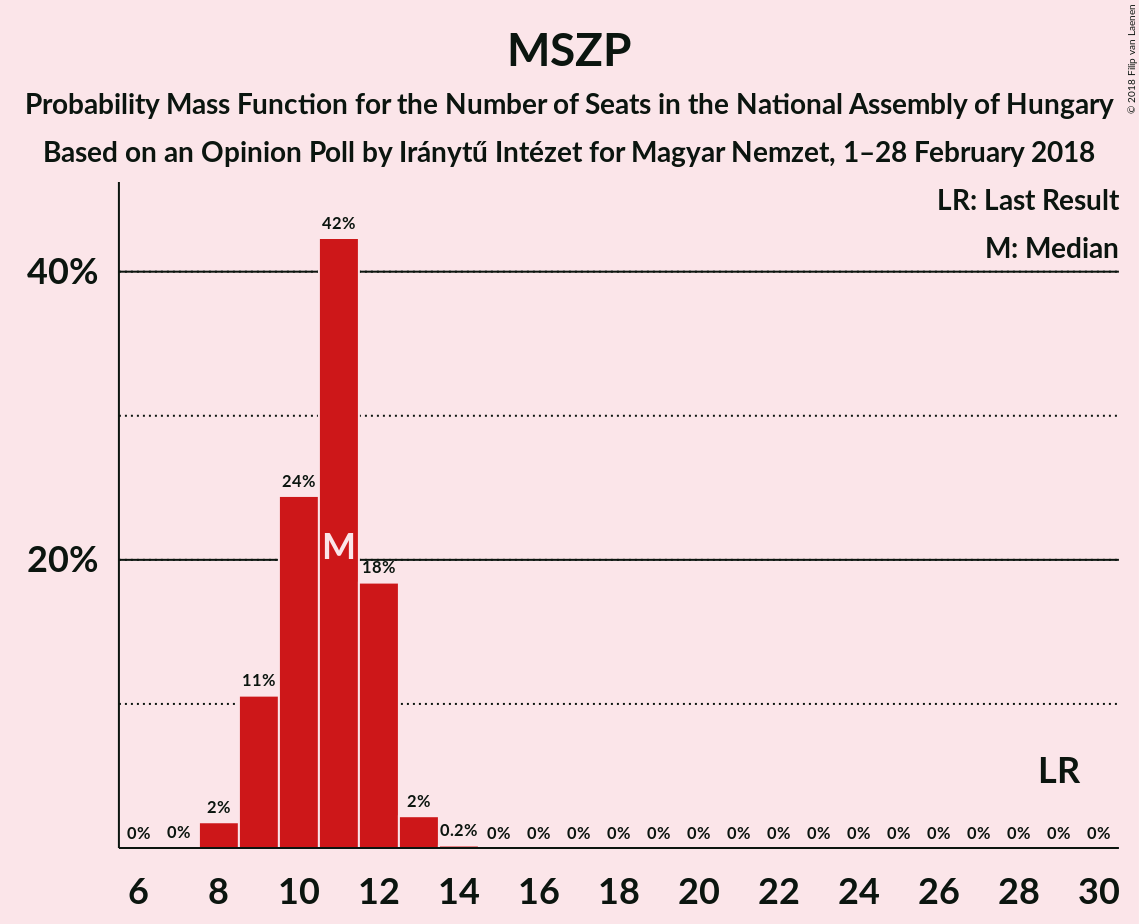 MSZP
Probability Mass Function for the Number of Seats in the National Assembly of Hungary
Based on an Opinion Poll by Iránytű Intézet for Magyar Nemzet, 1–28 February 2018
© 2018 Filip van Laenen
LR: Last Result
M: Median
42%
40%
24%
M
20%
18%
11%
LR
0% 0% 2% 2% 0.2% 0% 0% 0% 0% 0% 0% 0% 0% 0% 0% 0% 0% 0% 0% 0% 0%
6 8 10 12 14 16 18 20 22 24 26 28 30